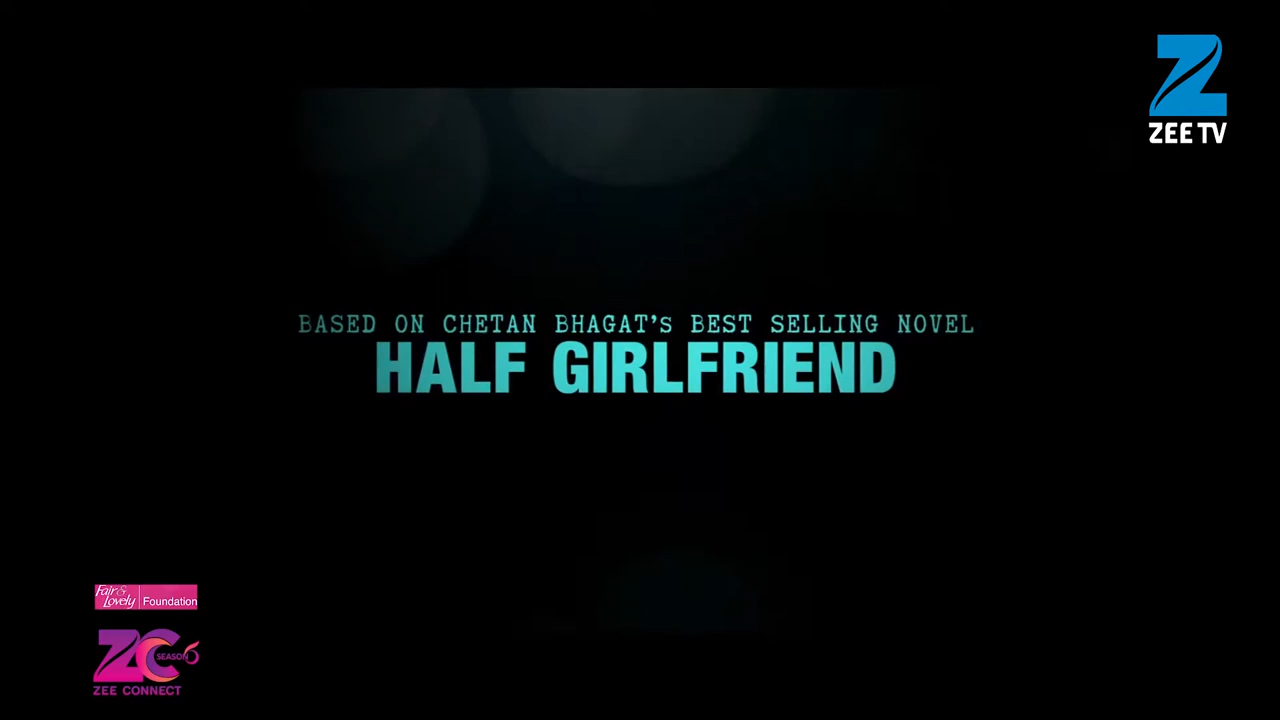 ZEE TV
BASED ON CHETAN BHAGAT's BEST SELLING NOVEL
HALF GIRLFRIEND
Fair & Lovely Foundation
ZC SEASON 6
ZEE CONNECT